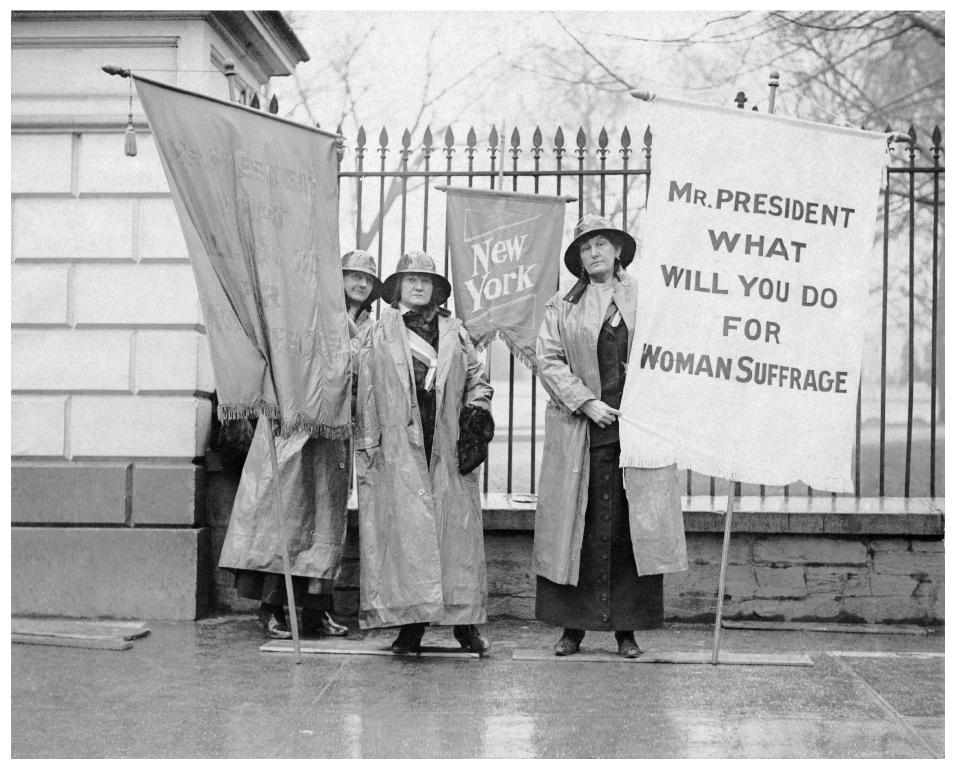 New
York
MR. PRESIDENT
WHAT
WILL YOU DO
FOR
WOMAN SUFFRAGE